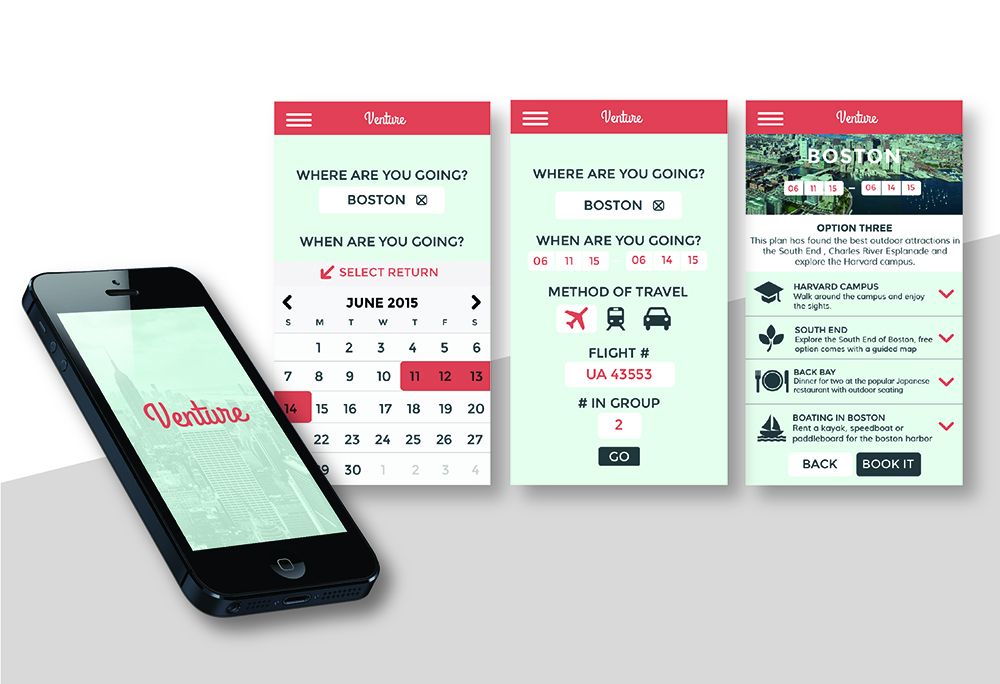 Venture
Venture
WHERE ARE YOU GOING?
BOSTON
WHEN ARE YOU GOING?
SELECT RETURN
JUNE 2015
S M T W T F S
1 2 3 4 5 6
7 8 9 10 11 12 13
14 15 16 17 18 19 20
22 23 24 25 26 27
29 30 1 2 3 4
Venture
WHERE ARE YOU GOING?
BOSTON
WHEN ARE YOU GOING?
06 11 15 – 06 14 15
METHOD OF TRAVEL
FLIGHT #
UA 43553
# IN GROUP
2
GO
Venture
BOSTON
06 11 15 – 06 14 15
OPTION THREE
This plan has found the best outdoor attractions in
the South End , Charles River Esplanade and
explore the Harvard campus.
HARVARD CAMPUS
Walk around the campus and enjoy
the sights.
SOUTH END
Explore the South End of Boston, free
option comes with a guided map
BACK BAY
Dinner for two at the popular Japanese
restaurant with outdoor seating
BOATING IN BOSTON
Rent a kayak, speedboat or
paddleboard for the boston harbor
BACK BOOK IT